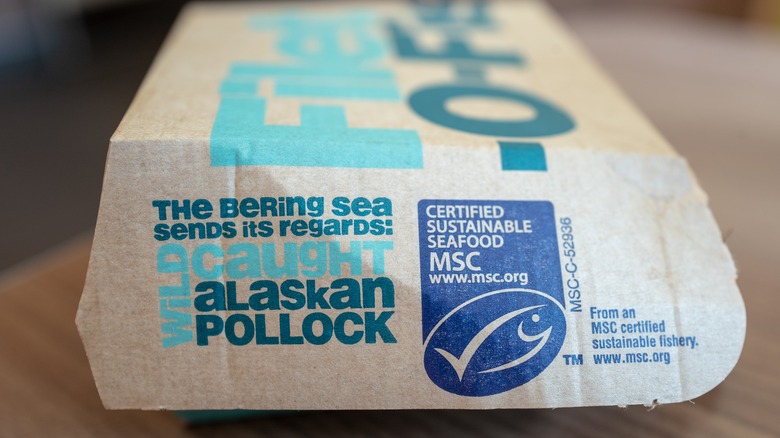 Filet
-O-Fis
THE BERING SEA
SENDS ITS REGARDS:
WILD caugHT
aLaSKan
POLLOCK
CERTIFIED
SUSTAINABLE
SEAFOOD
MSC
www.msc.org
TM
MSC-C-52936
From an
MSC certified
sustainable fishery.
www.msc.org